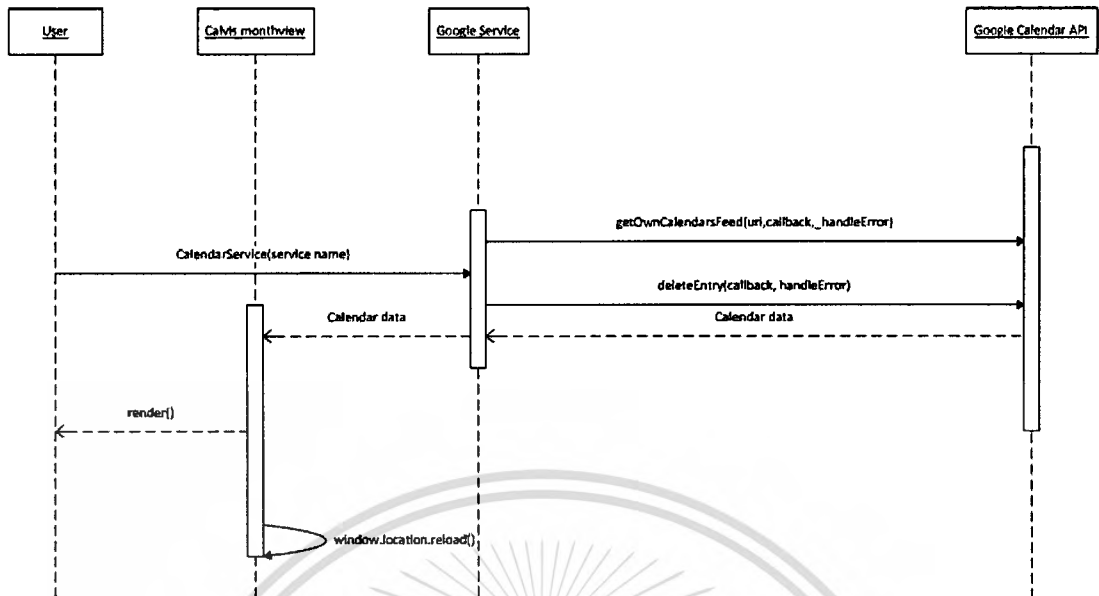 User
Calvis monthview
Google Service
Google Calendar API
getOwnCalendarsFeed(uri,callback,_handleError)
CalendarService(service name)
deleteEntry(callback, handleError)
Calendar data
Calendar data
render()
window.location.reload()